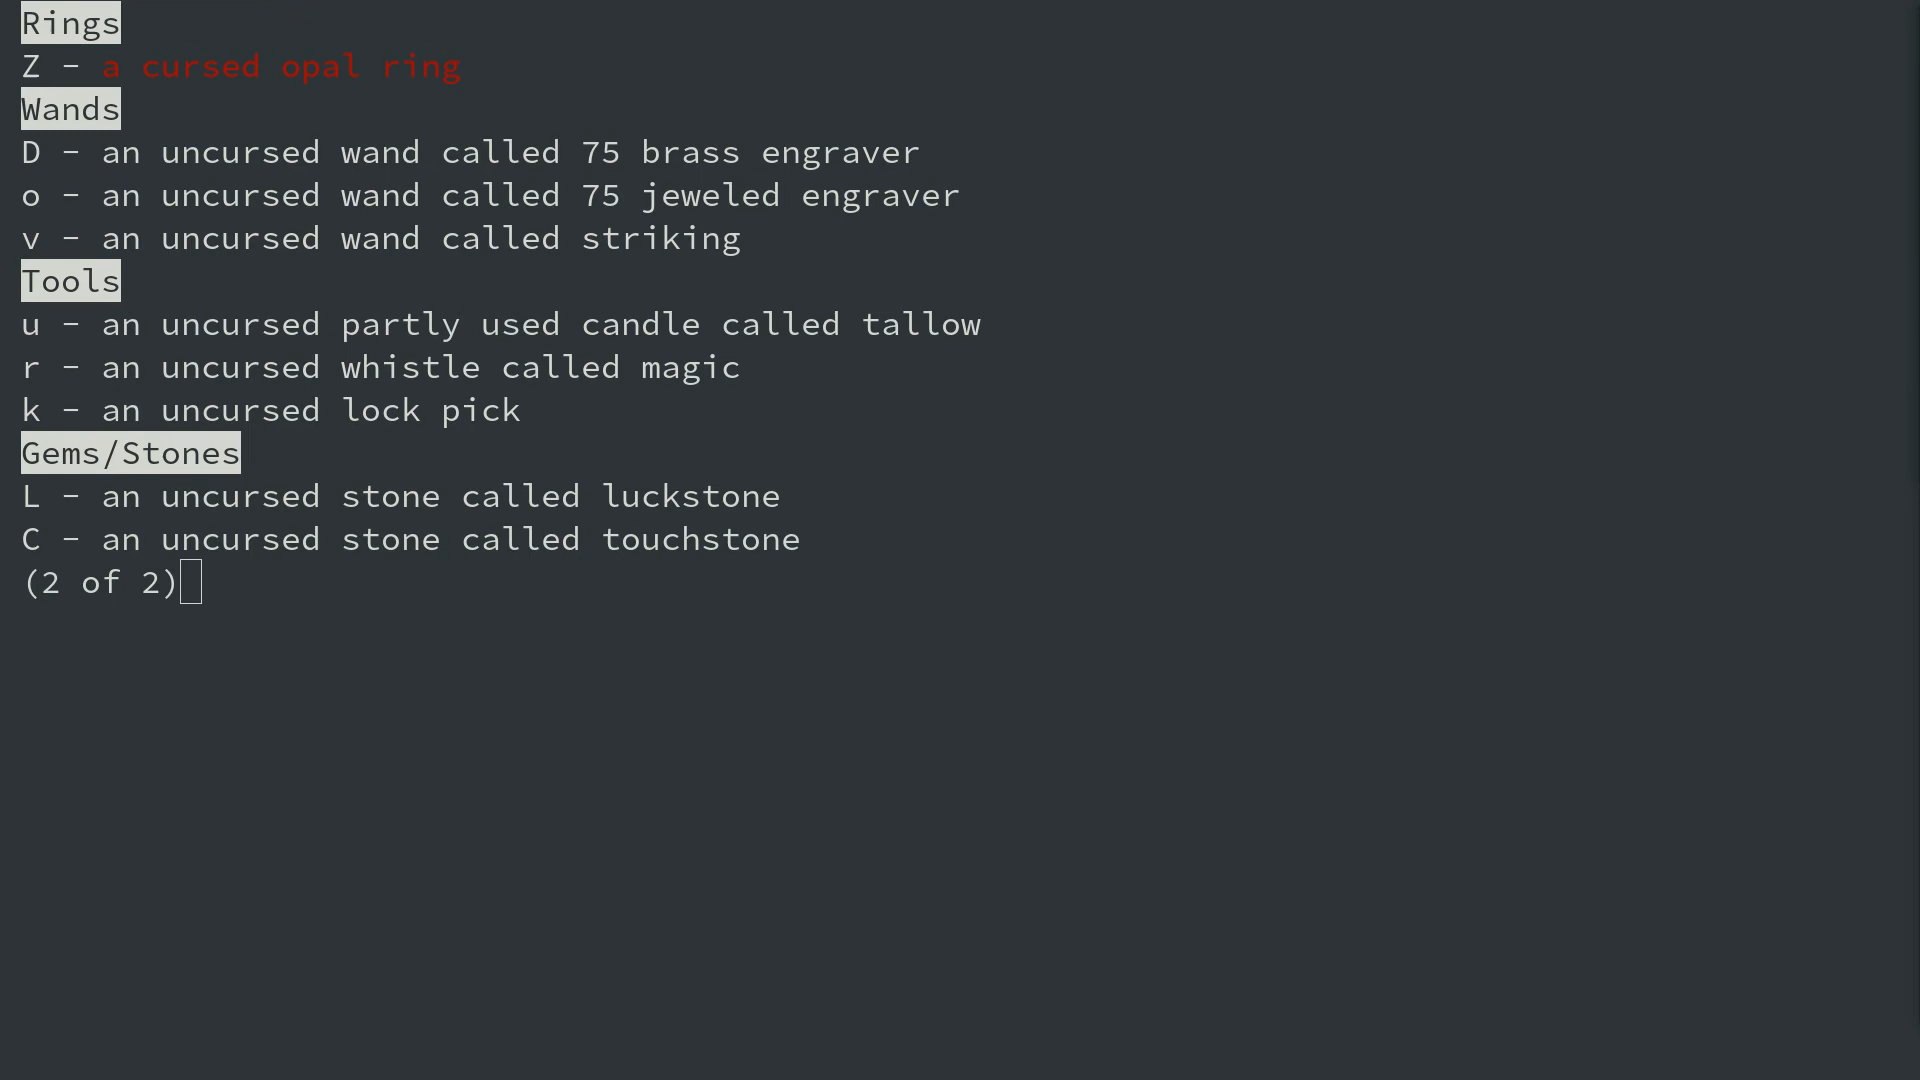 Rings
Z - a cursed opal ring
Wands
D - an uncursed wand called 75 brass engraver
o - an uncursed wand called 75 jeweled engraver
v - an uncursed wand called striking
Tools
u - an uncursed partly used candle called tallow
r - an uncursed whistle called magic
k - an uncursed lock pick
Gems/Stones
L - an uncursed stone called luckstone
C - an uncursed stone called touchstone
(2 of 2)